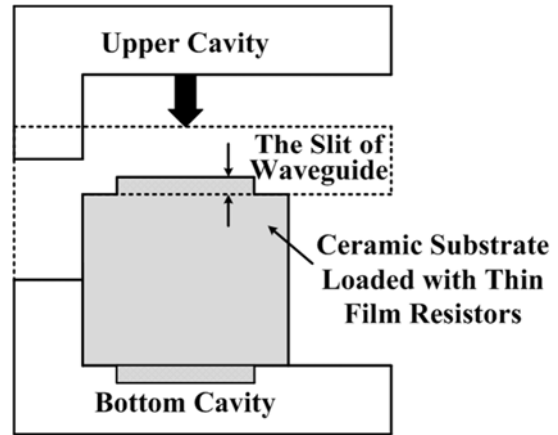 Upper Cavity
The Slit of
Waveguide
Ceramic Substrate
Loaded with Thin
Film Resistors
Bottom Cavity